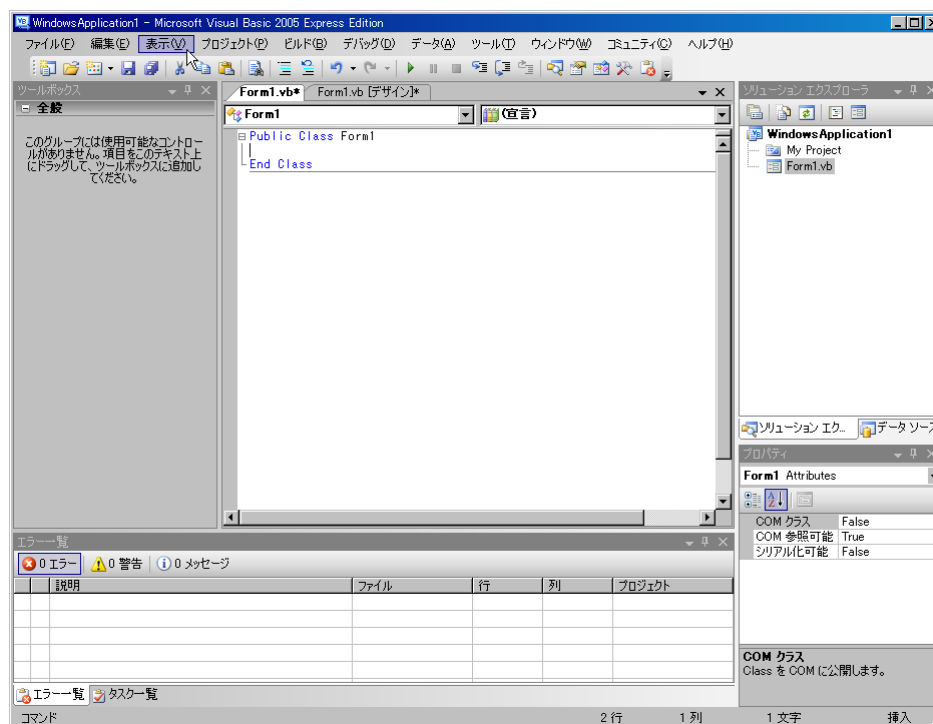 WindowsApplication1 - Microsoft Visual Basic 2005 Express Edition
ファイル(F) 編集(E) 表示(V) プロジェクト(P) ビルド(B) デバッグ(D) データ(A) ツール(T) ウィンドウ(W) コミュニティ(C) ヘルプ(H)
ツールボックス
全般
このグループには使用可能なコントロー
ルがありません。項目をこのテキスト上
にドラッグして、ツールボックスに追加し
てください。
Form1.vb* Form1.vb [デザイン]*
Form1 (宣言)
Public Class Form1
End Class
ソリューション エクスプローラ
WindowsApplication1
My Project
Form1.vb
ソリューション エク... データ ソース
プロパティ
Form1 Attributes
COM クラス False
COM 参照可能 True
シリアル化可能 False
COM クラス
Class を COM に公開します。
エラー一覧
0 エラー 0 警告 0 メッセージ
説明 ファイル 行 列 プロジェクト
エラー一覧 タスク一覧
コマンド 2 行 1 列 1 文字 挿入